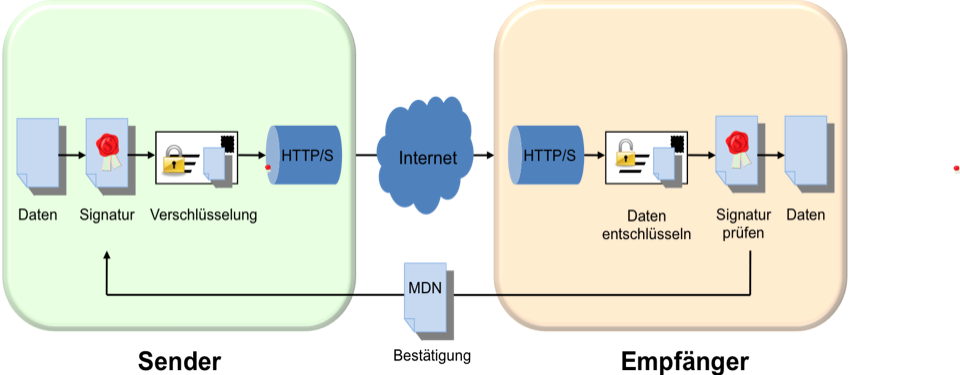 HTTP/S
Internet
HTTP/S
Daten
Signatur
Verschlüsselung
Daten
entschlüsseln
Signatur
prüfen
Daten
MDN
Bestätigung
Sender
Empfänger